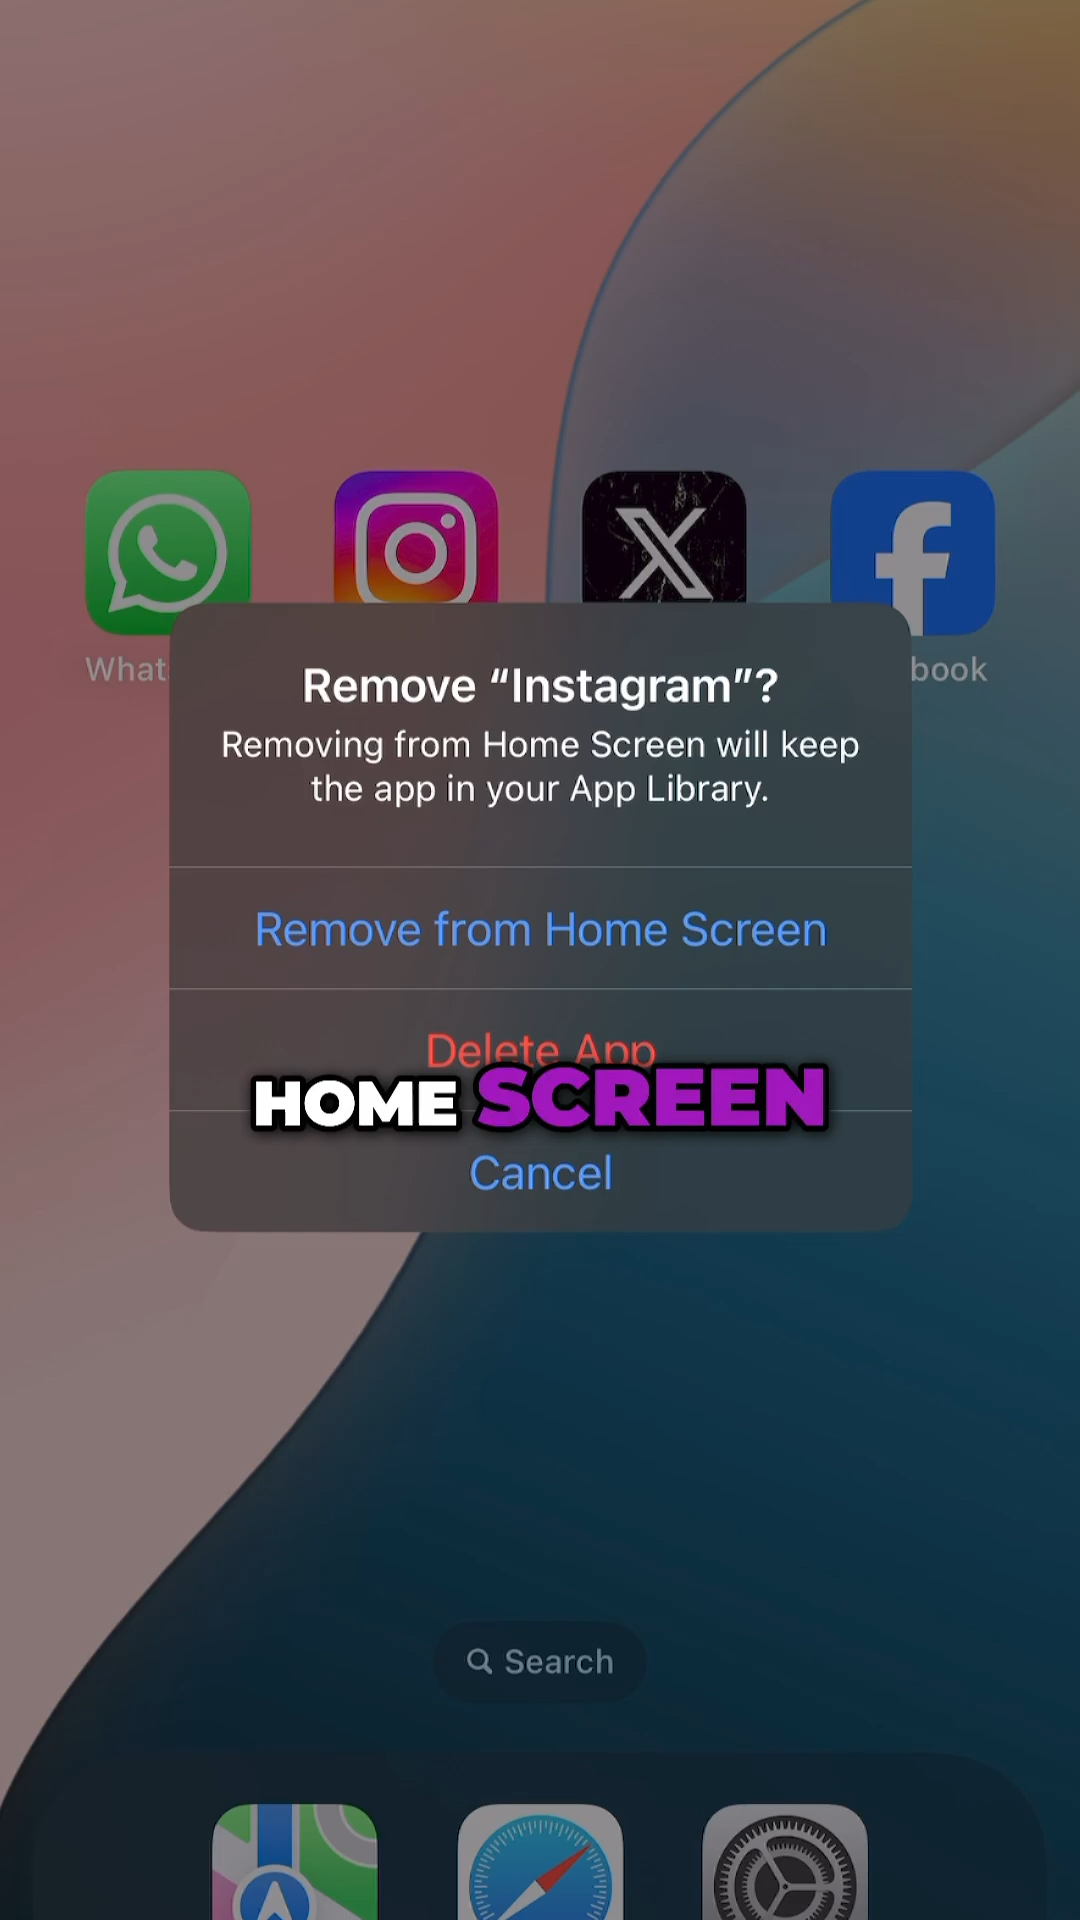 What
book
Remove “Instagram”?
Removing from Home Screen will keep
the app in your App Library.
Remove from Home Screen
Delete App
HOME SCREEN
Cancel
Search